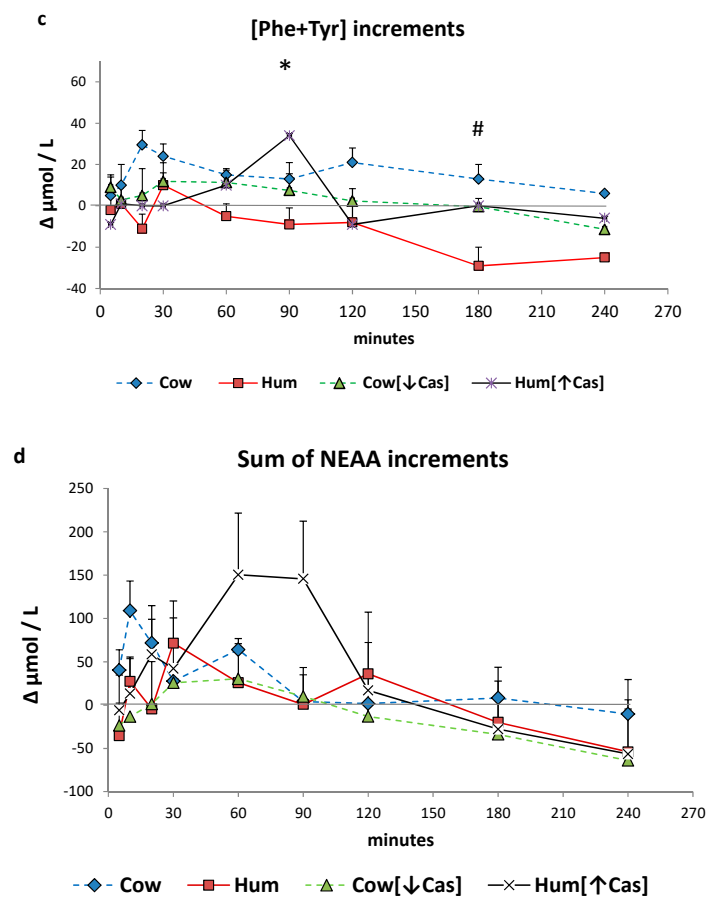 c
[Phe+Tyr] increments
*
#
60
40
20
0
-20
-40
Δ μmol / L
0 30 60 90 120 150 180 210 240 270
minutes
Cow Hum Cow[↓Cas] Hum[↑Cas]
d
Sum of NEAA increments
250
200
150
100
50
0
-50
-100
Δ μmol / L
0 30 60 90 120 150 180 210 240 270
minutes
Cow Hum Cow[↓Cas] Hum[↑Cas]